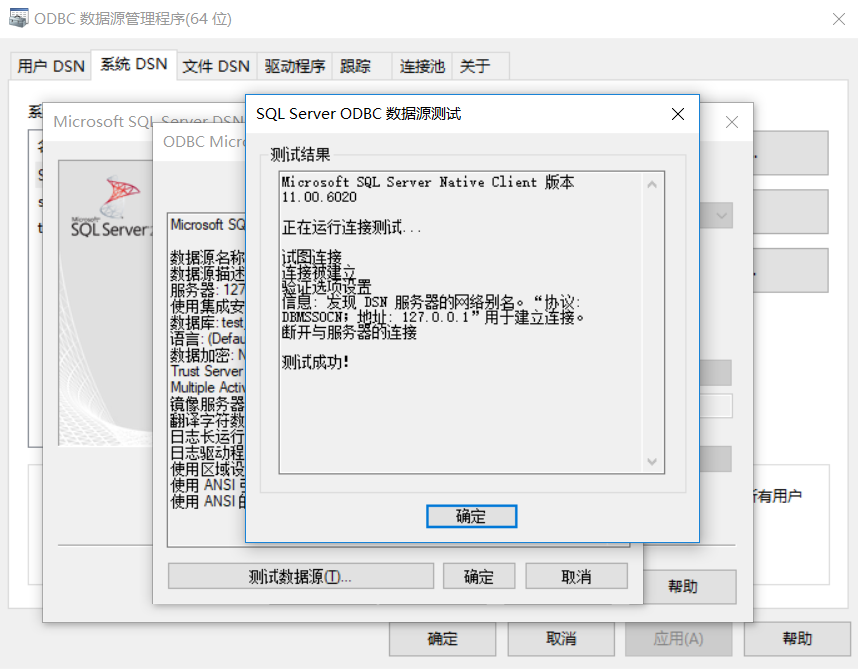 ODBC 数据源管理程序(64 位)
用户 DSN
系统 DSN
文件 DSN
驱动程序
跟踪
连接池
关于
Microsoft SQL Server DSN
ODBC Micro
SQL Server ODBC 数据源测试
测试结果
Microsoft SQL Server Native Client 版本
11.00.6020
正在运行连接测试...
试图连接
连接被建立
验证选项设置
信息: 发现 DSN 服务器的网络别名。“协议:
DBMSSOCN; 地址: 127.0.0.1”用于建立连接。
断开与服务器的连接
测试成功!
确定
Microsoft
SQL Server
Microsoft SQ
数据源名称
数据源描述
服务器: 127
使用集成安
数据库: test_
语言: (Defau
数据加密: N
Trust Server
Multiple Activ
镜像服务器
翻译字符数
日志长运行
日志驱动程
使用区域设
使用 ANSI 引
使用 ANSI 的
所有用户
测试数据源(T)...
确定
取消
帮助
确定
取消
应用(A)
帮助